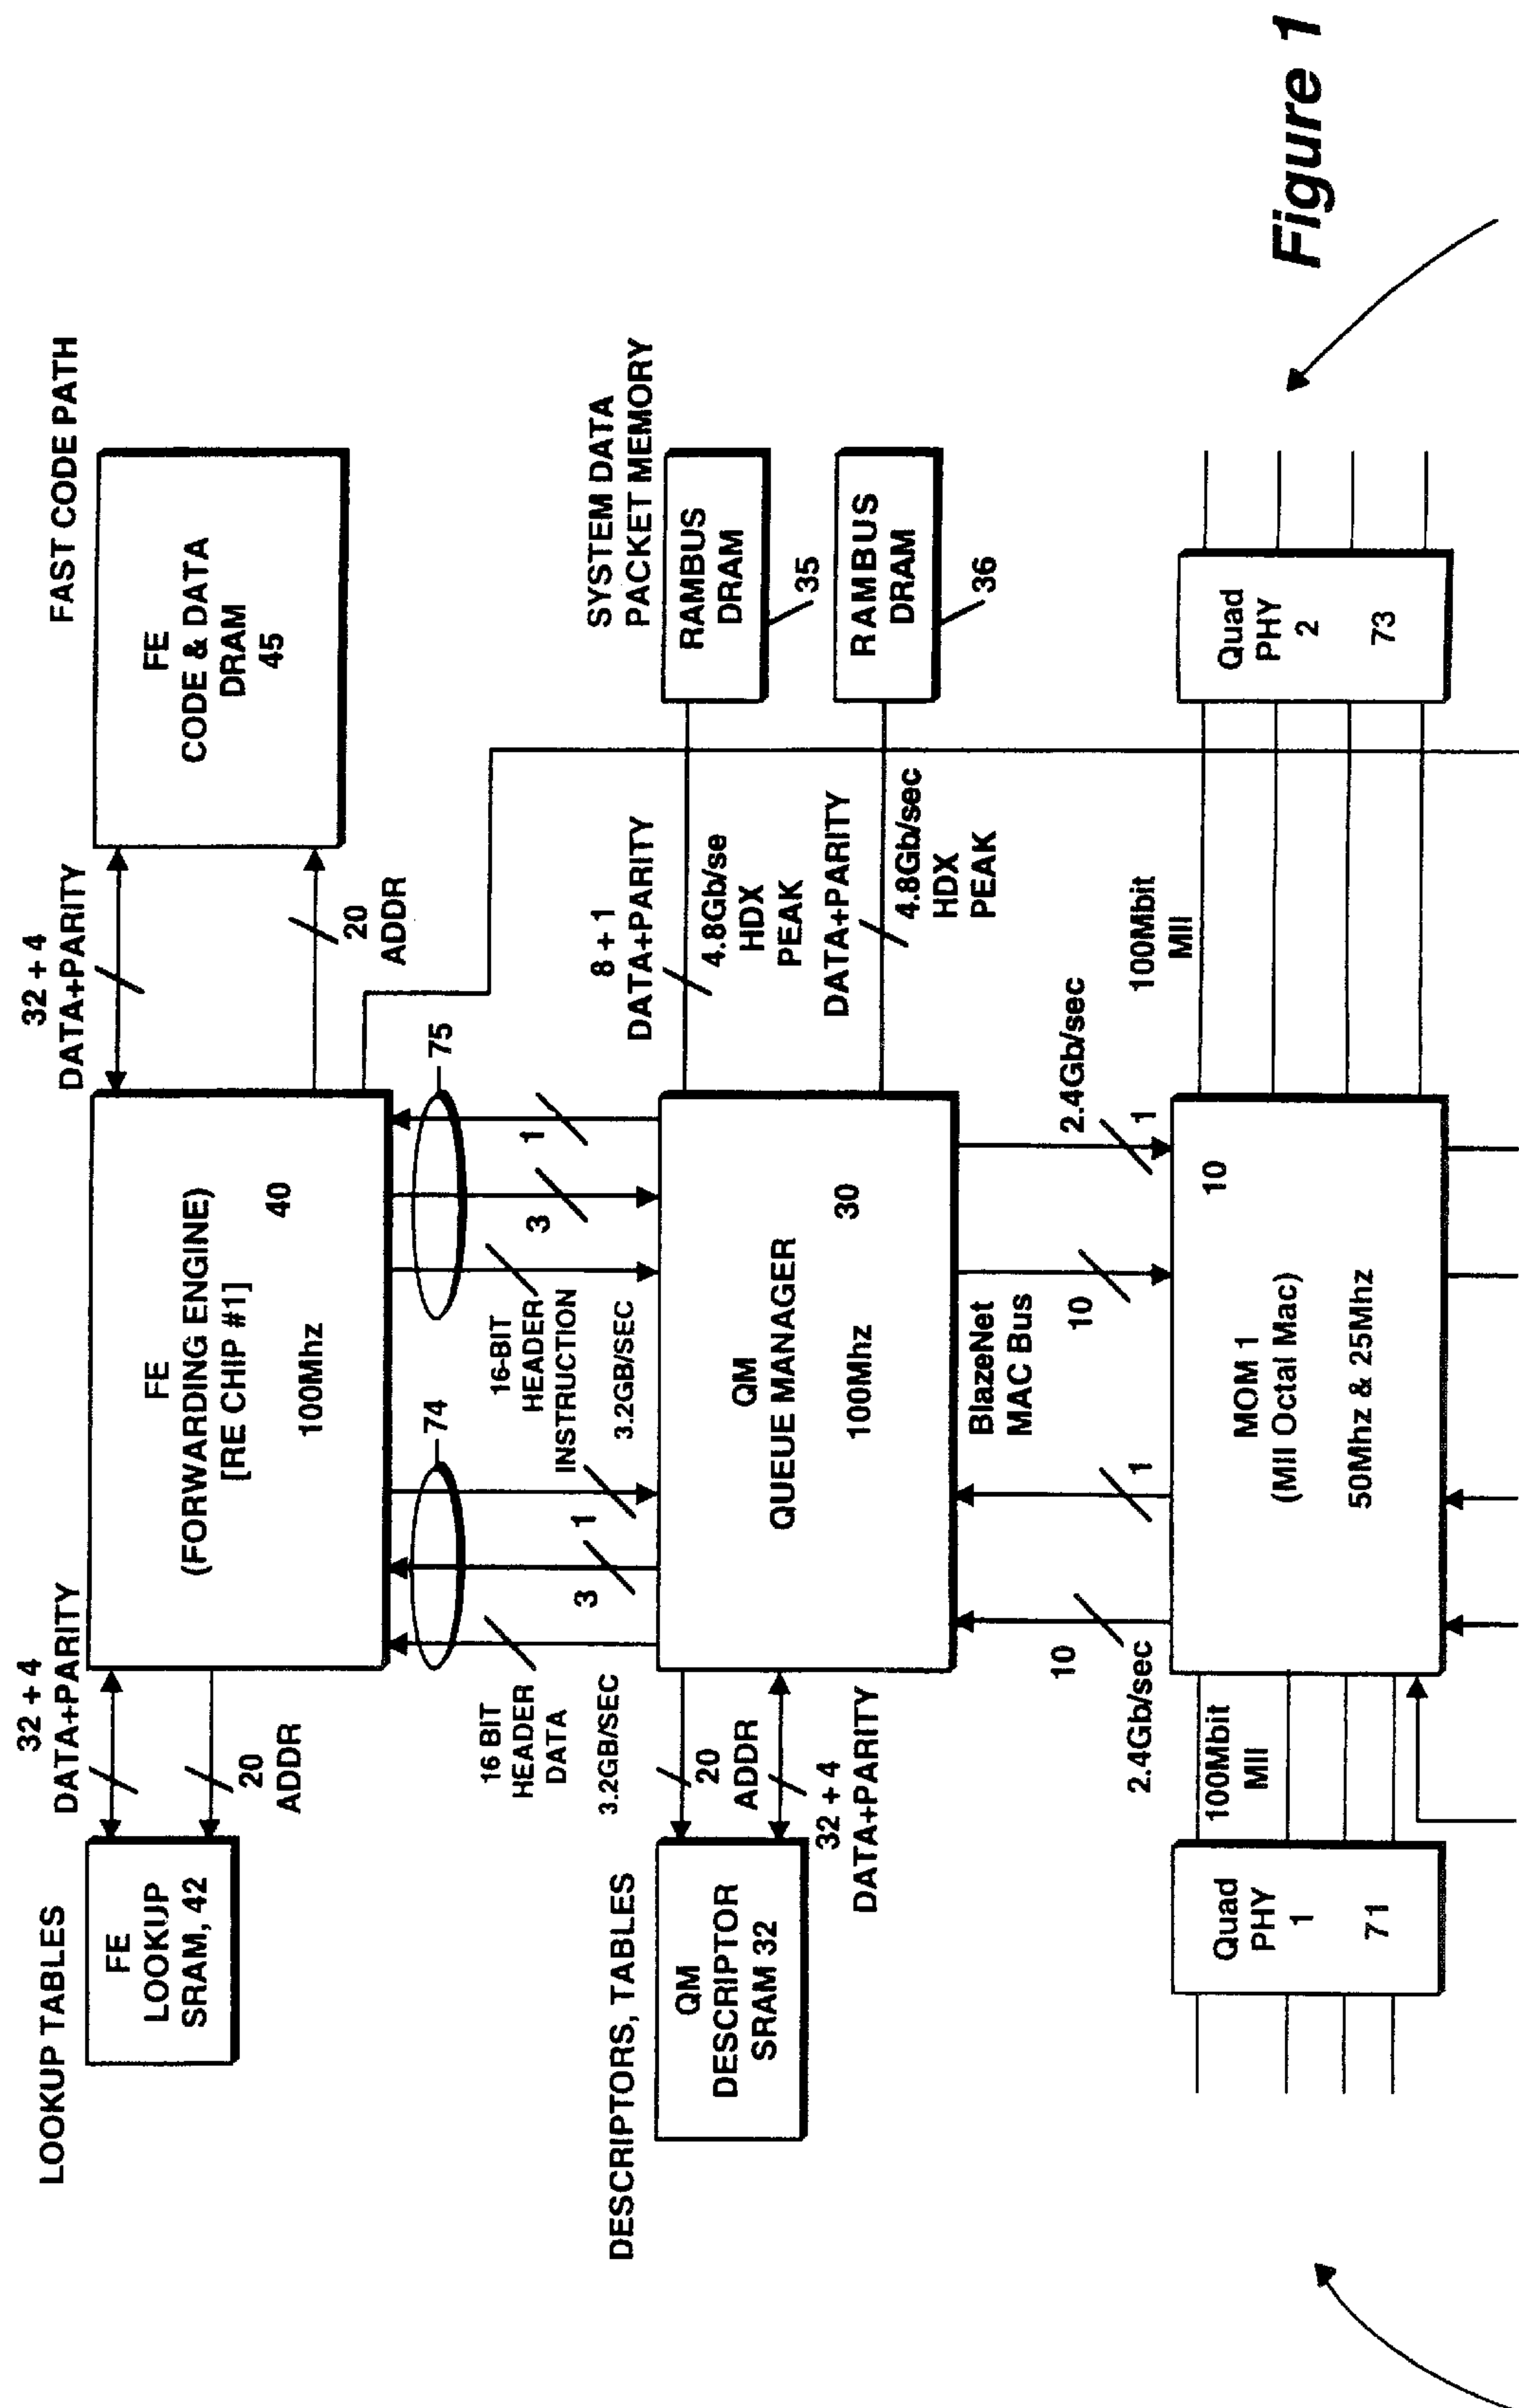 LOOKUP TABLES
FE
LOOKUP
SRAM, 42
32 + 4
DATA+PARITY
20
ADDR
FE
(FORWARDING ENGINE)
[RE CHIP #1]
40
100Mhz
32 + 4
DATA+PARITY
20
ADDR
FAST CODE PATH
FE
CODE & DATA
DRAM
45
74
75
16 BIT
HEADER
DATA
3.2GB/SEC
3
1
16-BIT
HEADER
INSTRUCTION
3.2GB/SEC
3
1
DESCRIPTORS, TABLES
QM
DESCRIPTOR
SRAM 32
20
ADDR
32 + 4
DATA+PARITY
QM
QUEUE MANAGER
30
100Mhz
8 + 1
DATA+PARITY
4.8Gb/se
HDX
PEAK
DATA+PARITY
4.8Gb/sec
HDX
PEAK
SYSTEM DATA
PACKET MEMORY
RAMBUS
DRAM
35
RAMBUS
DRAM
36
10
2.4Gb/sec
1
BlazeNet
MAC Bus
10
2.4Gb/sec
1
Quad
PHY
1
71
100Mbit
MII
10
MOM 1
(MII Octal Mac)
50Mhz & 25Mhz
100Mbit
MII
Quad
PHY
2
73
Figure 1